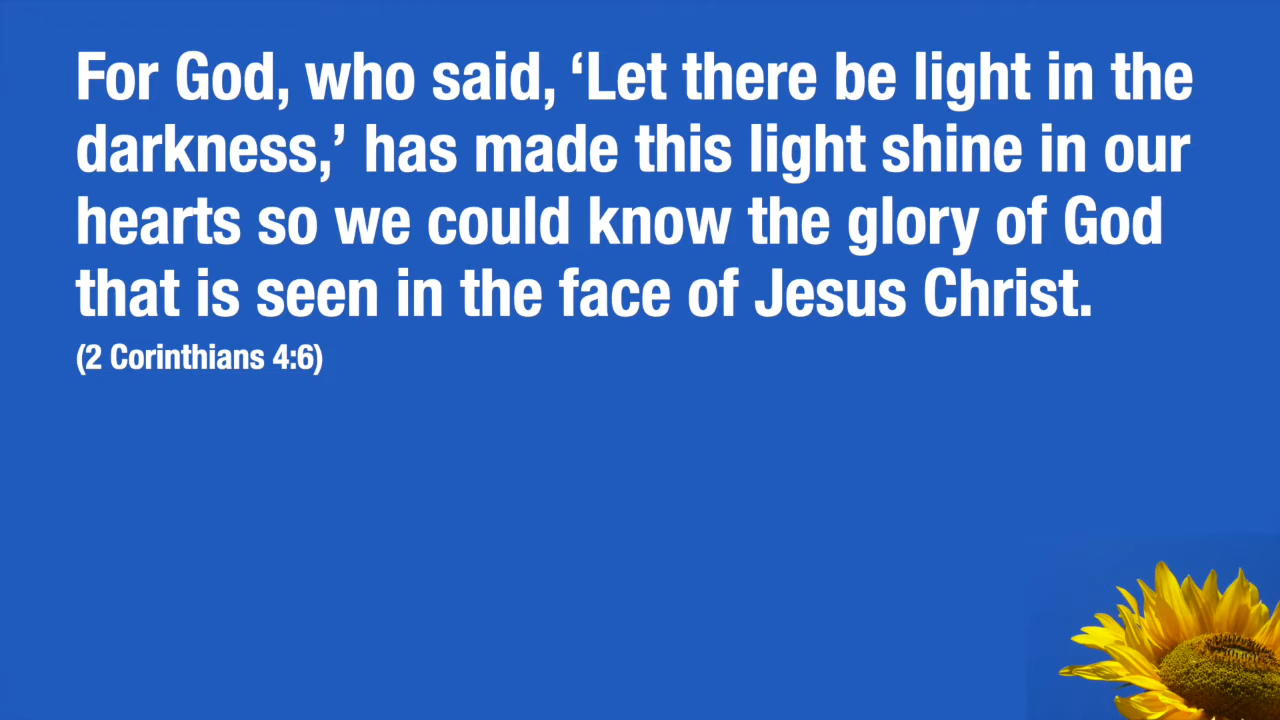 For God, who said, ‘Let there be light in the
darkness,’ has made this light shine in our
hearts so we could know the glory of God
that is seen in the face of Jesus Christ.
(2 Corinthians 4:6)